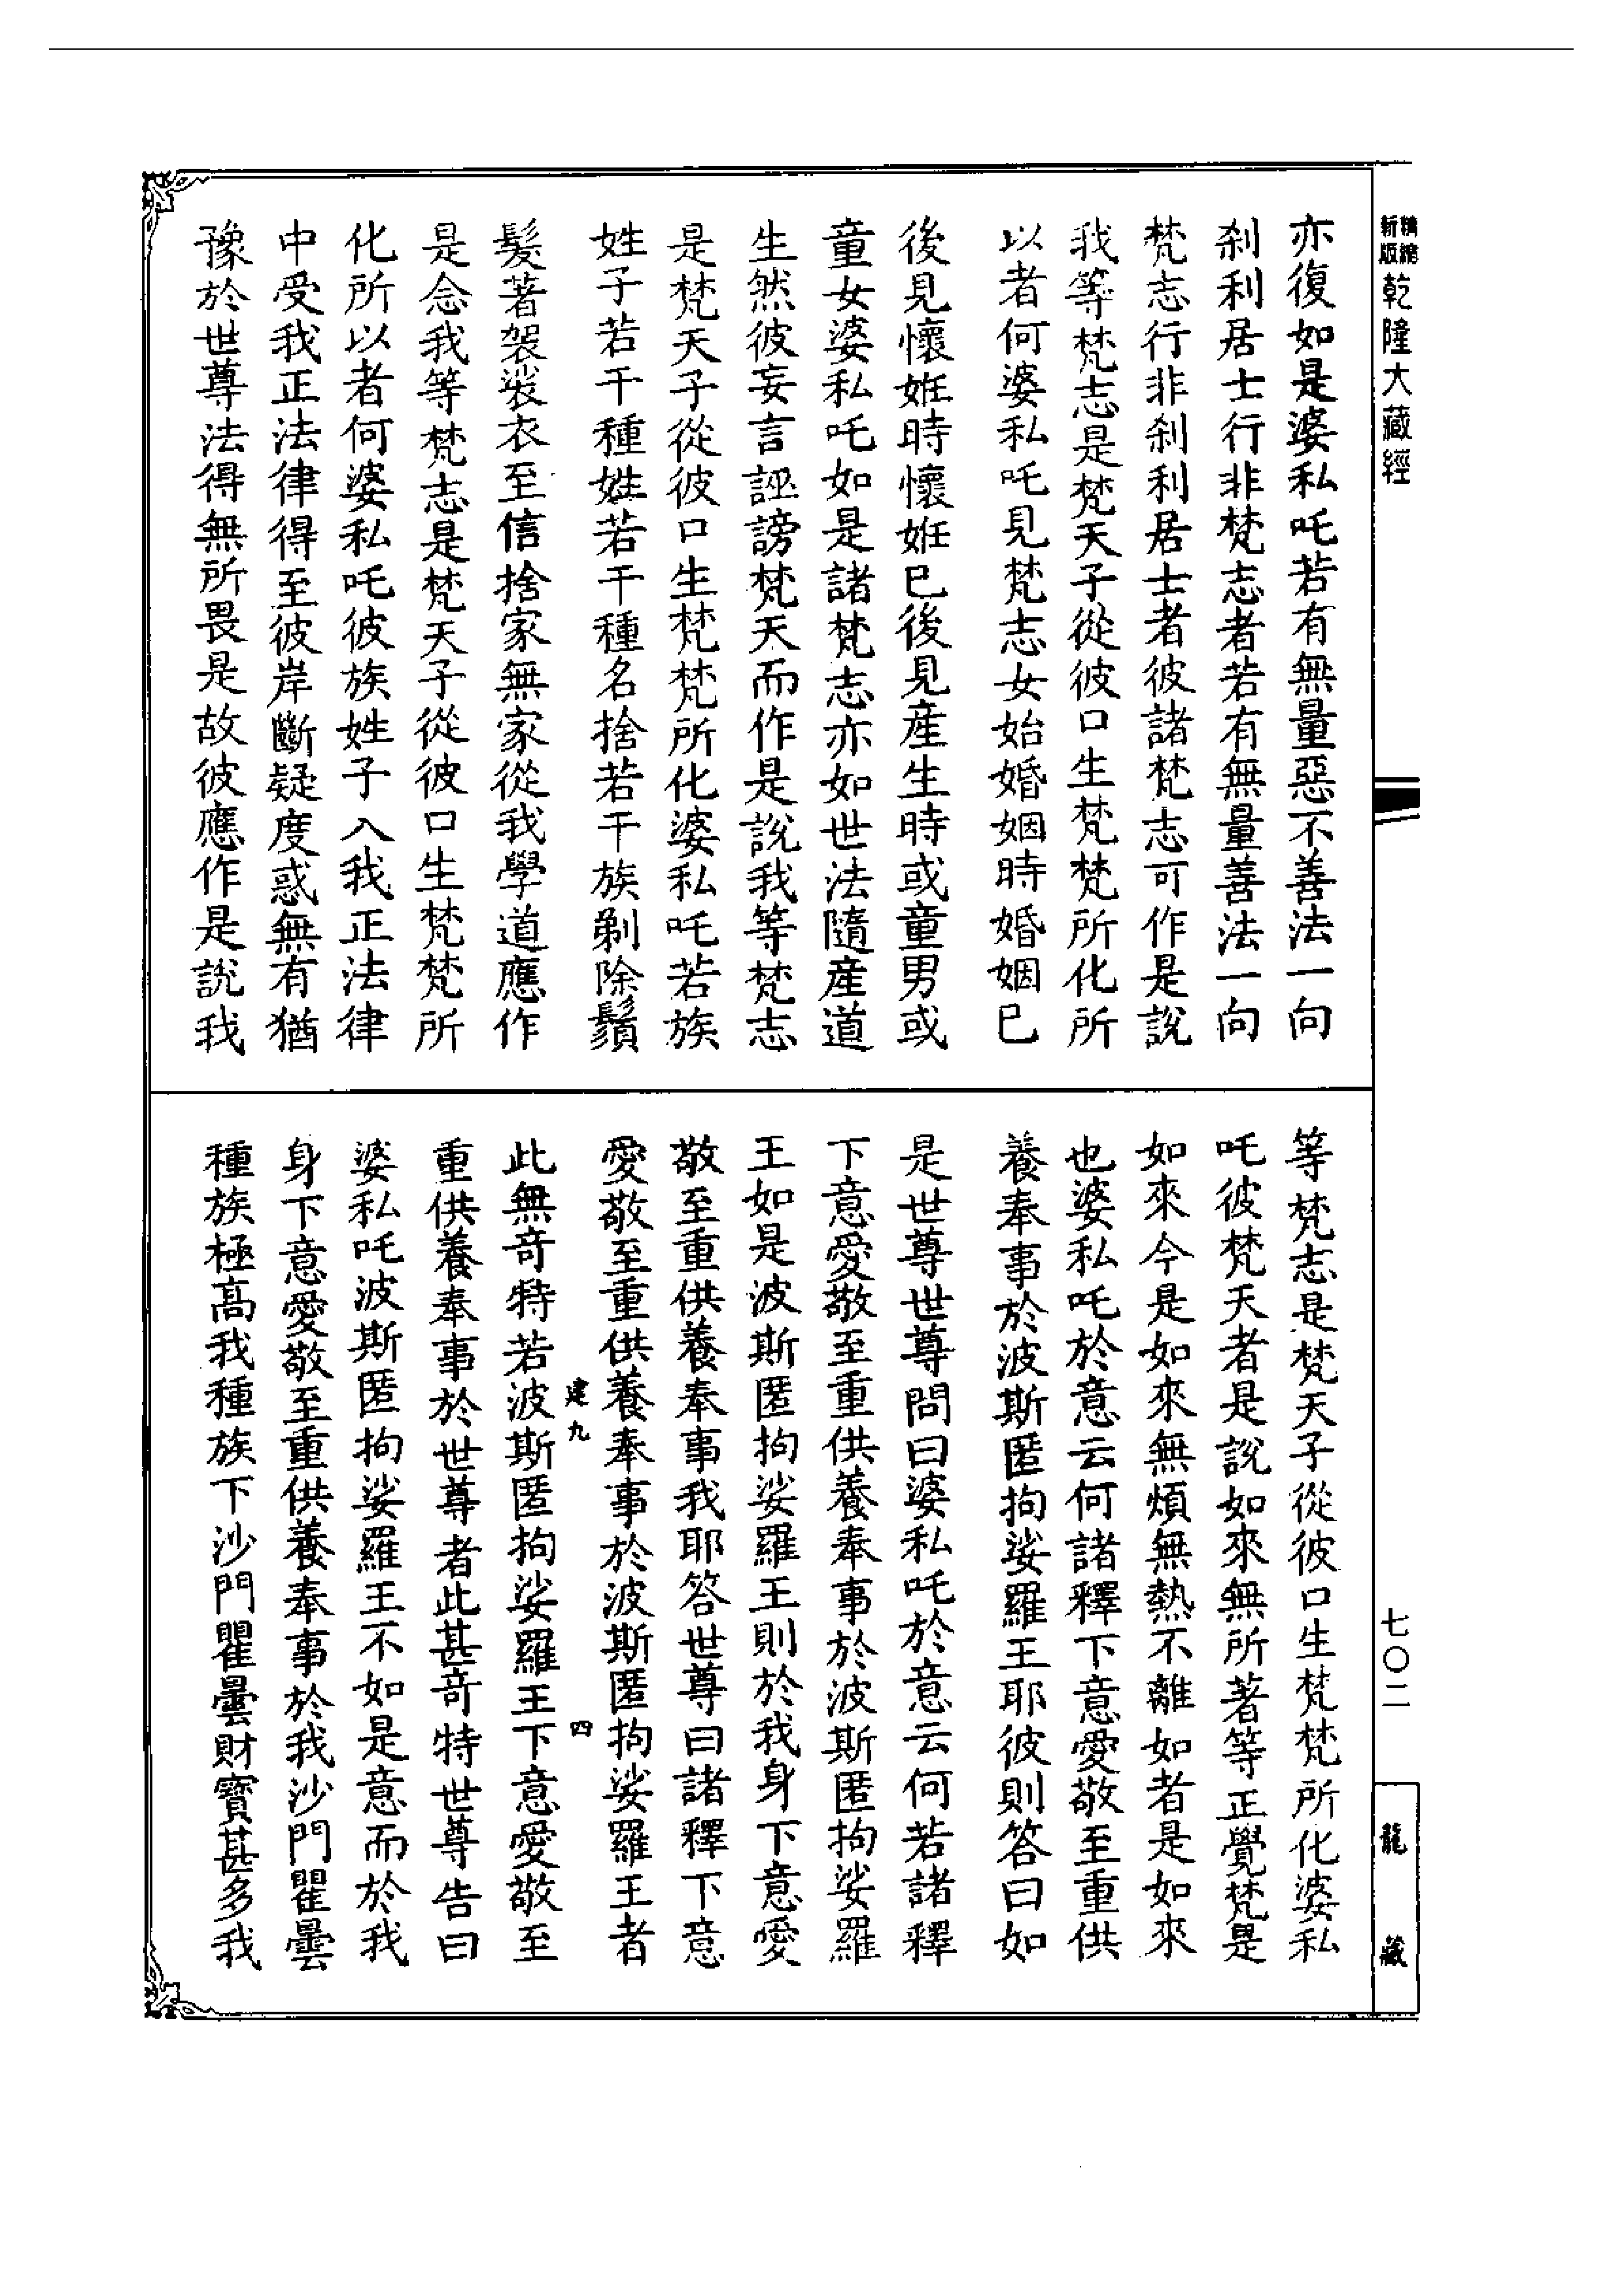 新版精縮乾隆大藏經
亦復如是婆私吒若有無量惡不善法一向
刹利居士行非梵志者若有無量善法一向
梵志行非刹利居士者彼諸梵志可作是說
我等梵志是梵天子從彼口生梵梵所化所
以者何婆私吒見梵志女始婚姻時婚姻已
後見懷姙時懷姙已後見産生時或童男或
童女婆私吒如是諸梵志亦如世法隨産道
生然彼妄言誣謗梵天而作是說我等梵志
是梵天子從彼口生梵梵所化婆私吒若族
姓子若干種姓若干種名捨若干族剃除鬚
髮著袈裟衣至信捨家無家從我學道應作
是念我等梵志是梵天子從彼口生梵梵所
化所以者何婆私吒彼族姓子入我正法律
中受我正法律得至彼岸斷疑度惑無有猶
豫於世尊法得無所畏是故彼應作是說我
等梵志是梵天子從彼口生梵梵所化婆私
吒彼梵天者是說如來無所著等正覺梵是
如來今是如來無煩無熱不離如者是如來
也婆私吒於意云何諸釋下意愛敬至重供
養奉事於波斯匿拘娑羅王耶彼則答曰如
是世尊世尊問曰婆私吒於意云何若諸釋
下意愛敬至重供養奉事於波斯匿拘娑羅
王如是波斯匿拘娑羅王則於我身下意愛
敬至重供養奉事我耶答世尊曰諸釋下意
愛敬至重供養奉事於波斯匿拘娑羅王者
建九 四
此無奇特若波斯匿拘娑羅王下意愛敬至
重供養奉事於世尊者此甚奇特世尊告曰
婆私吒波斯匿拘娑羅王不如是意而於我
身下意愛敬至重供養奉事於我沙門瞿曇
種族極高我種族下沙門瞿曇財寶甚多我
七〇二
龍藏